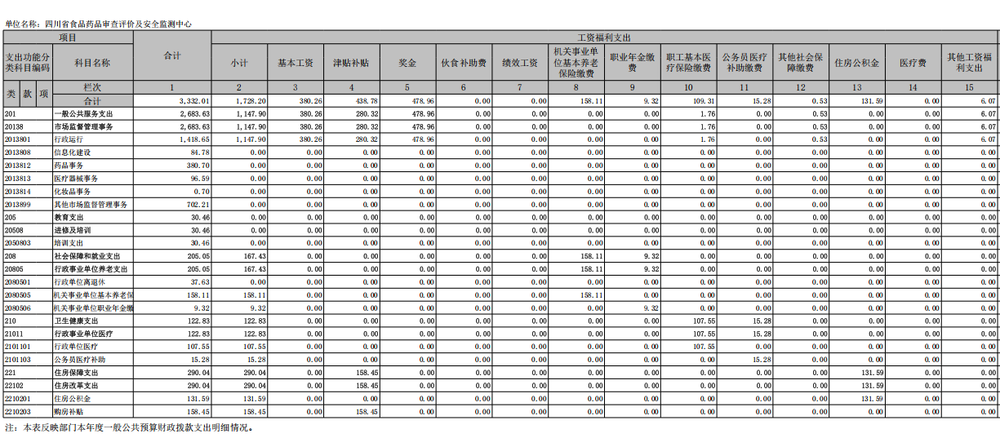 单位名称：四川省食品药品审查评价及安全监测中心
项目 合计 工资福利支出
支出功能分类科目编码 科目名称 小计 基本工资 津贴补贴 奖金 伙食补助费 绩效工资 机关事业单位基本养老保险缴费 职业年金缴费 职工基本医疗保险缴费 公务员医疗补助缴费 其他社会保障缴费 住房公积金 医疗费 其他工资福利支出
类 款 项 栏次 1 2 3 4 5 6 7 8 9 10 11 12 13 14 15
合计 3,332.01 1,728.20 380.26 438.78 478.96 0.00 0.00 158.11 9.32 109.31 15.28 0.53 131.59 0.00 6.07
201 一般公共服务支出 2,683.63 1,147.90 380.26 280.32 478.96 0.00 0.00 0.00 0.00 1.76 0.00 0.53 0.00 0.00 6.07
20138 市场监督管理事务 2,683.63 1,147.90 380.26 280.32 478.96 0.00 0.00 0.00 0.00 1.76 0.00 0.53 0.00 0.00 6.07
2013801 行政运行 1,418.65 1,147.90 380.26 280.32 478.96 0.00 0.00 0.00 0.00 1.76 0.00 0.53 0.00 0.00 6.07
2013808 信息化建设 84.78 0.00 0.00 0.00 0.00 0.00 0.00 0.00 0.00 0.00 0.00 0.00 0.00 0.00 0.00
2013812 药品事务 380.70 0.00 0.00 0.00 0.00 0.00 0.00 0.00 0.00 0.00 0.00 0.00 0.00 0.00 0.00
2013813 医疗器械事务 96.59 0.00 0.00 0.00 0.00 0.00 0.00 0.00 0.00 0.00 0.00 0.00 0.00 0.00 0.00
2013814 化妆品事务 0.70 0.00 0.00 0.00 0.00 0.00 0.00 0.00 0.00 0.00 0.00 0.00 0.00 0.00 0.00
2013899 其他市场监督管理事务 702.21 0.00 0.00 0.00 0.00 0.00 0.00 0.00 0.00 0.00 0.00 0.00 0.00 0.00 0.00
205 教育支出 30.46 0.00 0.00 0.00 0.00 0.00 0.00 0.00 0.00 0.00 0.00 0.00 0.00 0.00 0.00
20508 进修及培训 30.46 0.00 0.00 0.00 0.00 0.00 0.00 0.00 0.00 0.00 0.00 0.00 0.00 0.00 0.00
2050803 培训支出 30.46 0.00 0.00 0.00 0.00 0.00 0.00 0.00 0.00 0.00 0.00 0.00 0.00 0.00 0.00
208 社会保障和就业支出 205.05 167.43 0.00 0.00 0.00 0.00 0.00 158.11 9.32 0.00 0.00 0.00 0.00 0.00 0.00
20805 行政事业单位养老支出 205.05 167.43 0.00 0.00 0.00 0.00 0.00 158.11 9.32 0.00 0.00 0.00 0.00 0.00 0.00
2080501 行政单位离退休 37.63 0.00 0.00 0.00 0.00 0.00 0.00 0.00 0.00 0.00 0.00 0.00 0.00 0.00 0.00
2080505 机关事业单位基本养老保 158.11 158.11 0.00 0.00 0.00 0.00 0.00 158.11 0.00 0.00 0.00 0.00 0.00 0.00 0.00
2080506 机关事业单位职业年金缴 9.32 9.32 0.00 0.00 0.00 0.00 0.00 0.00 9.32 0.00 0.00 0.00 0.00 0.00 0.00
210 卫生健康支出 122.83 122.83 0.00 0.00 0.00 0.00 0.00 0.00 0.00 107.55 15.28 0.00 0.00 0.00 0.00
21011 行政事业单位医疗 122.83 122.83 0.00 0.00 0.00 0.00 0.00 0.00 0.00 107.55 15.28 0.00 0.00 0.00 0.00
2101101 行政单位医疗 107.55 107.55 0.00 0.00 0.00 0.00 0.00 0.00 0.00 107.55 0.00 0.00 0.00 0.00 0.00
2101103 公务员医疗补助 15.28 15.28 0.00 0.00 0.00 0.00 0.00 0.00 0.00 0.00 15.28 0.00 0.00 0.00 0.00
221 住房保障支出 290.04 290.04 0.00 158.45 0.00 0.00 0.00 0.00 0.00 0.00 0.00 0.00 131.59 0.00 0.00
22102 住房改革支出 290.04 290.04 0.00 158.45 0.00 0.00 0.00 0.00 0.00 0.00 0.00 0.00 131.59 0.00 0.00
2210201 住房公积金 131.59 131.59 0.00 0.00 0.00 0.00 0.00 0.00 0.00 0.00 0.00 0.00 131.59 0.00 0.00
2210203 购房补贴 158.45 158.45 0.00 158.45 0.00 0.00 0.00 0.00 0.00 0.00 0.00 0.00 0.00 0.00 0.00
注：本表反映部门本年度一般公共预算财政拨款支出明细情况。